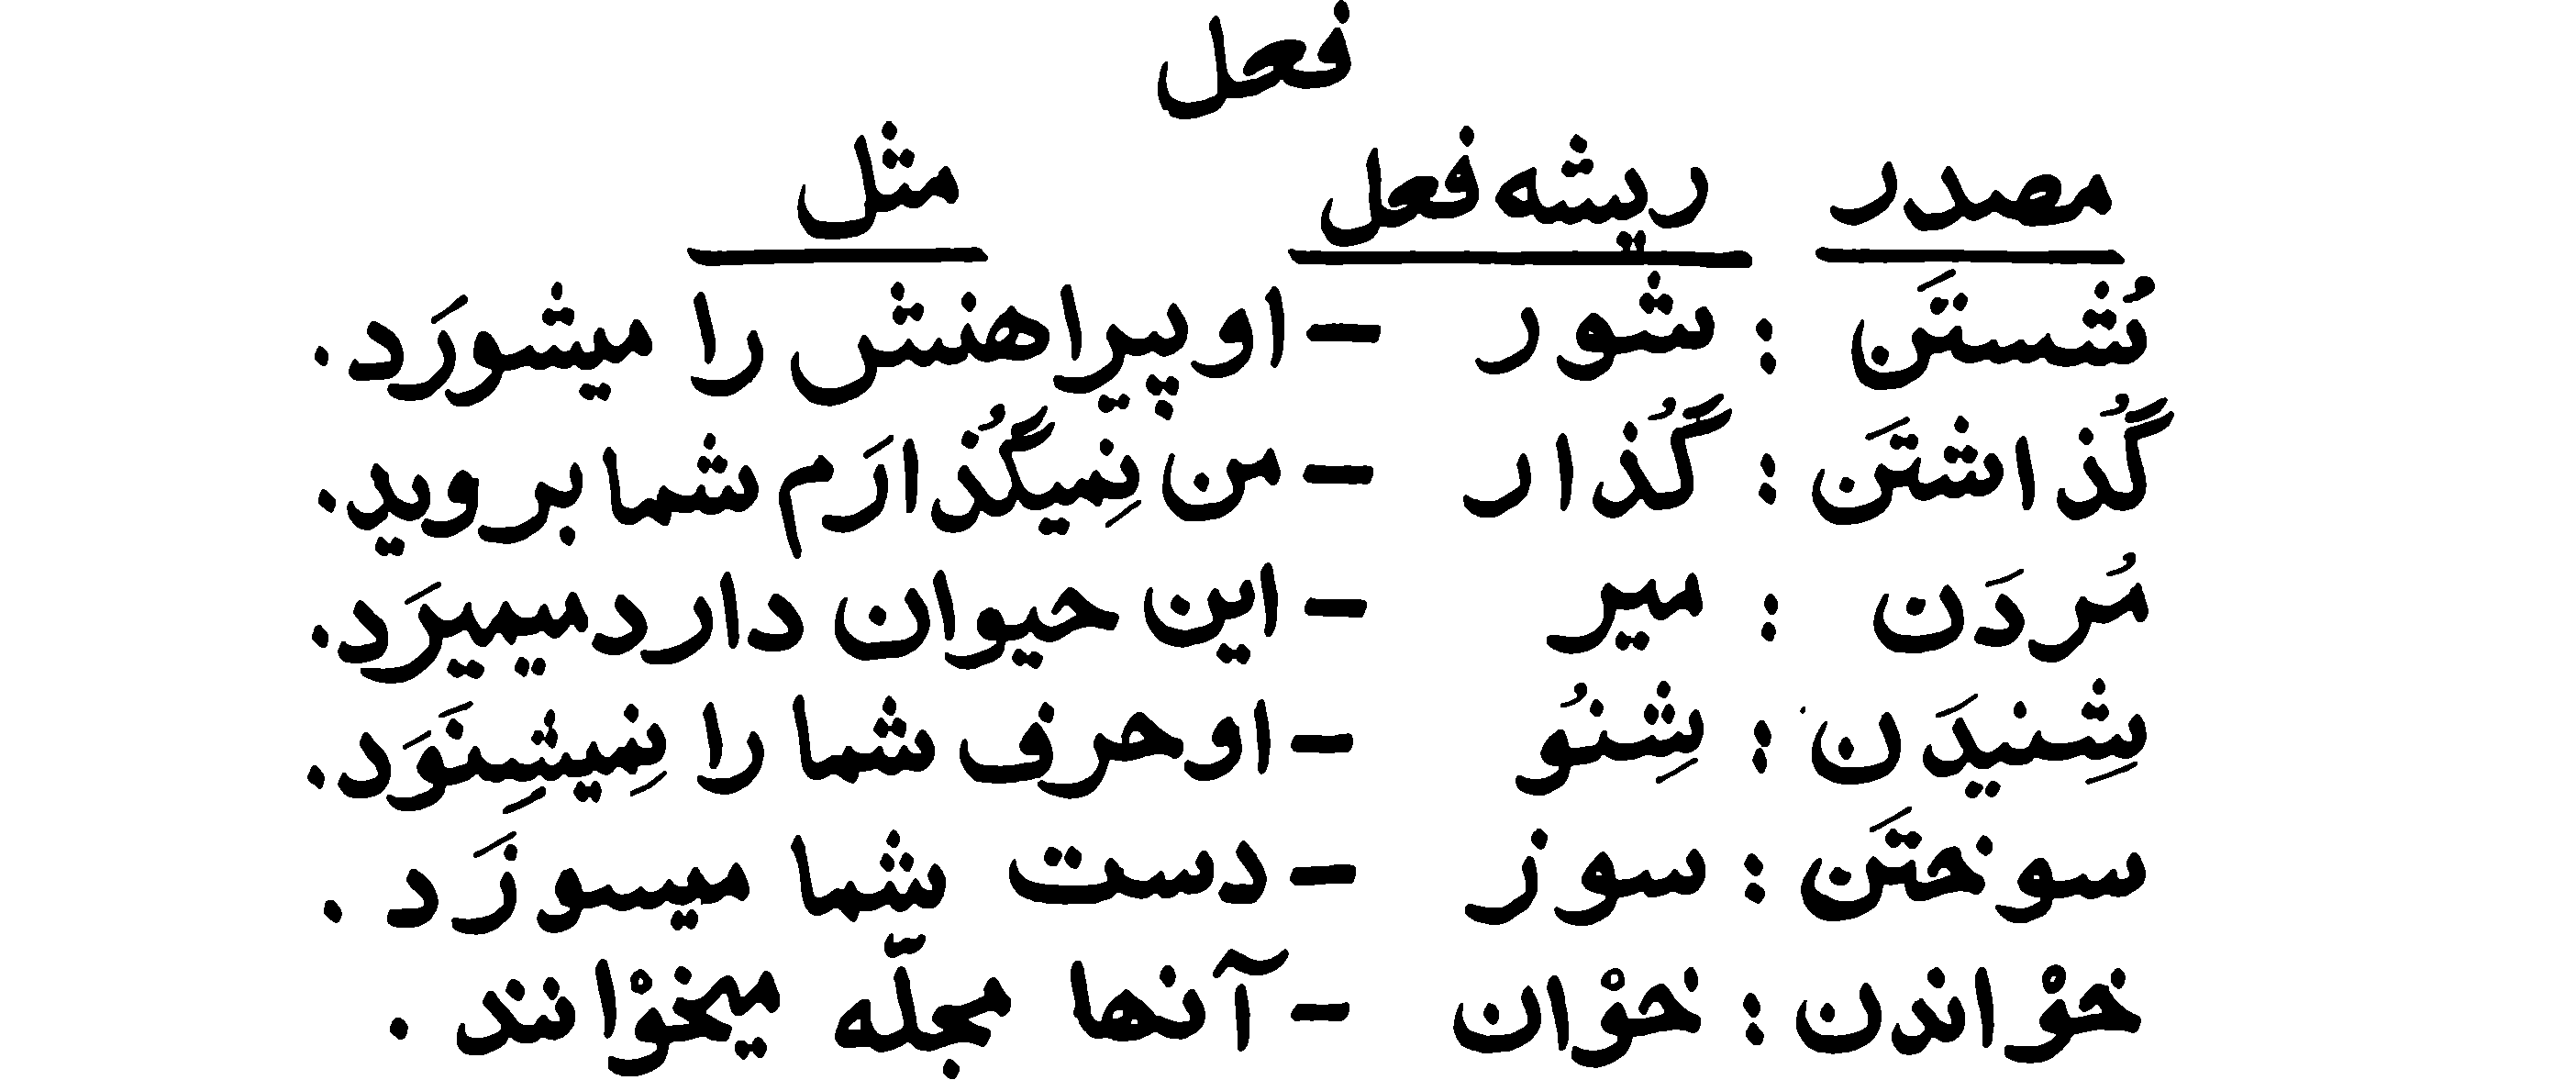 فعل
مصدر ریشه فعل مثل
شُستَن : شور - او پیراهنش را میشورَد .
گُذاشتَن : گُذار - من نِمیگُذارَم شما بروید .
مُردَن : میر - این حیوان دارد میمیرَد .
شِنیدَن : شِنُو - او حرف شما را نِمیشِنَوَد .
سوختَن : سوز - دست شما میسوزَد .
خوْاندن : خوْان - آنها مجلّه میخوْانند .